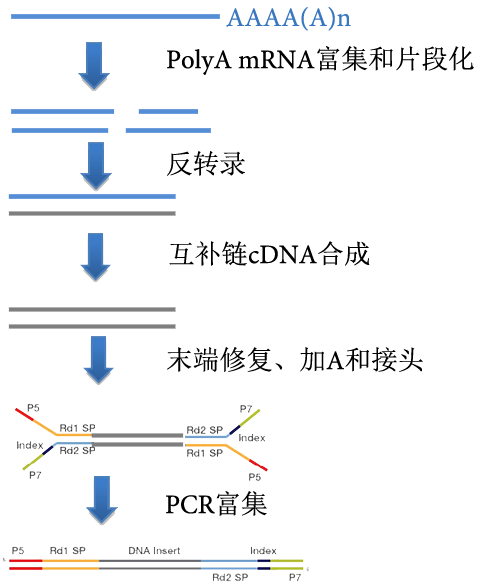 AAAA(A)n
PolyA mRNA富集和片段化
反转录
互补链cDNA合成
末端修复、加A和接头
P5
P7
Rd1 SP
Rd2 SP
Index
Index
Rd2 SP
Rd1 SP
P7
P5
PCR富集
P5
Rd1 SP
DNA Insert
Index
Rd2 SP
P7